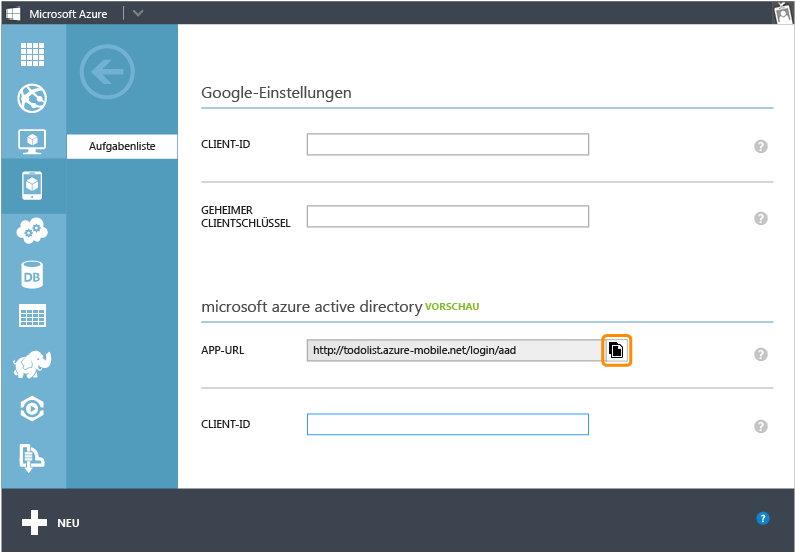 Microsoft Azure
Aufgabenliste
Google-Einstellungen
CLIENT-ID
?
GEHEIMER
CLIENTSCHLÜSSEL
?
microsoft azure active directory VORSCHAU
APP-URL
http://todolist.azure-mobile.net/login/aad
?
CLIENT-ID
?
DB
NEU
?